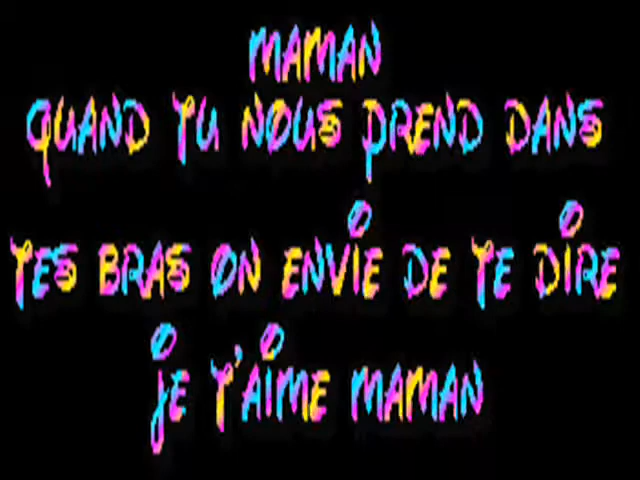 MAMAN
QUAND TU NOUS PREND DANS
TES BRAS ON ENVIE DE TE DIRE
JE T'AIME MAMAN